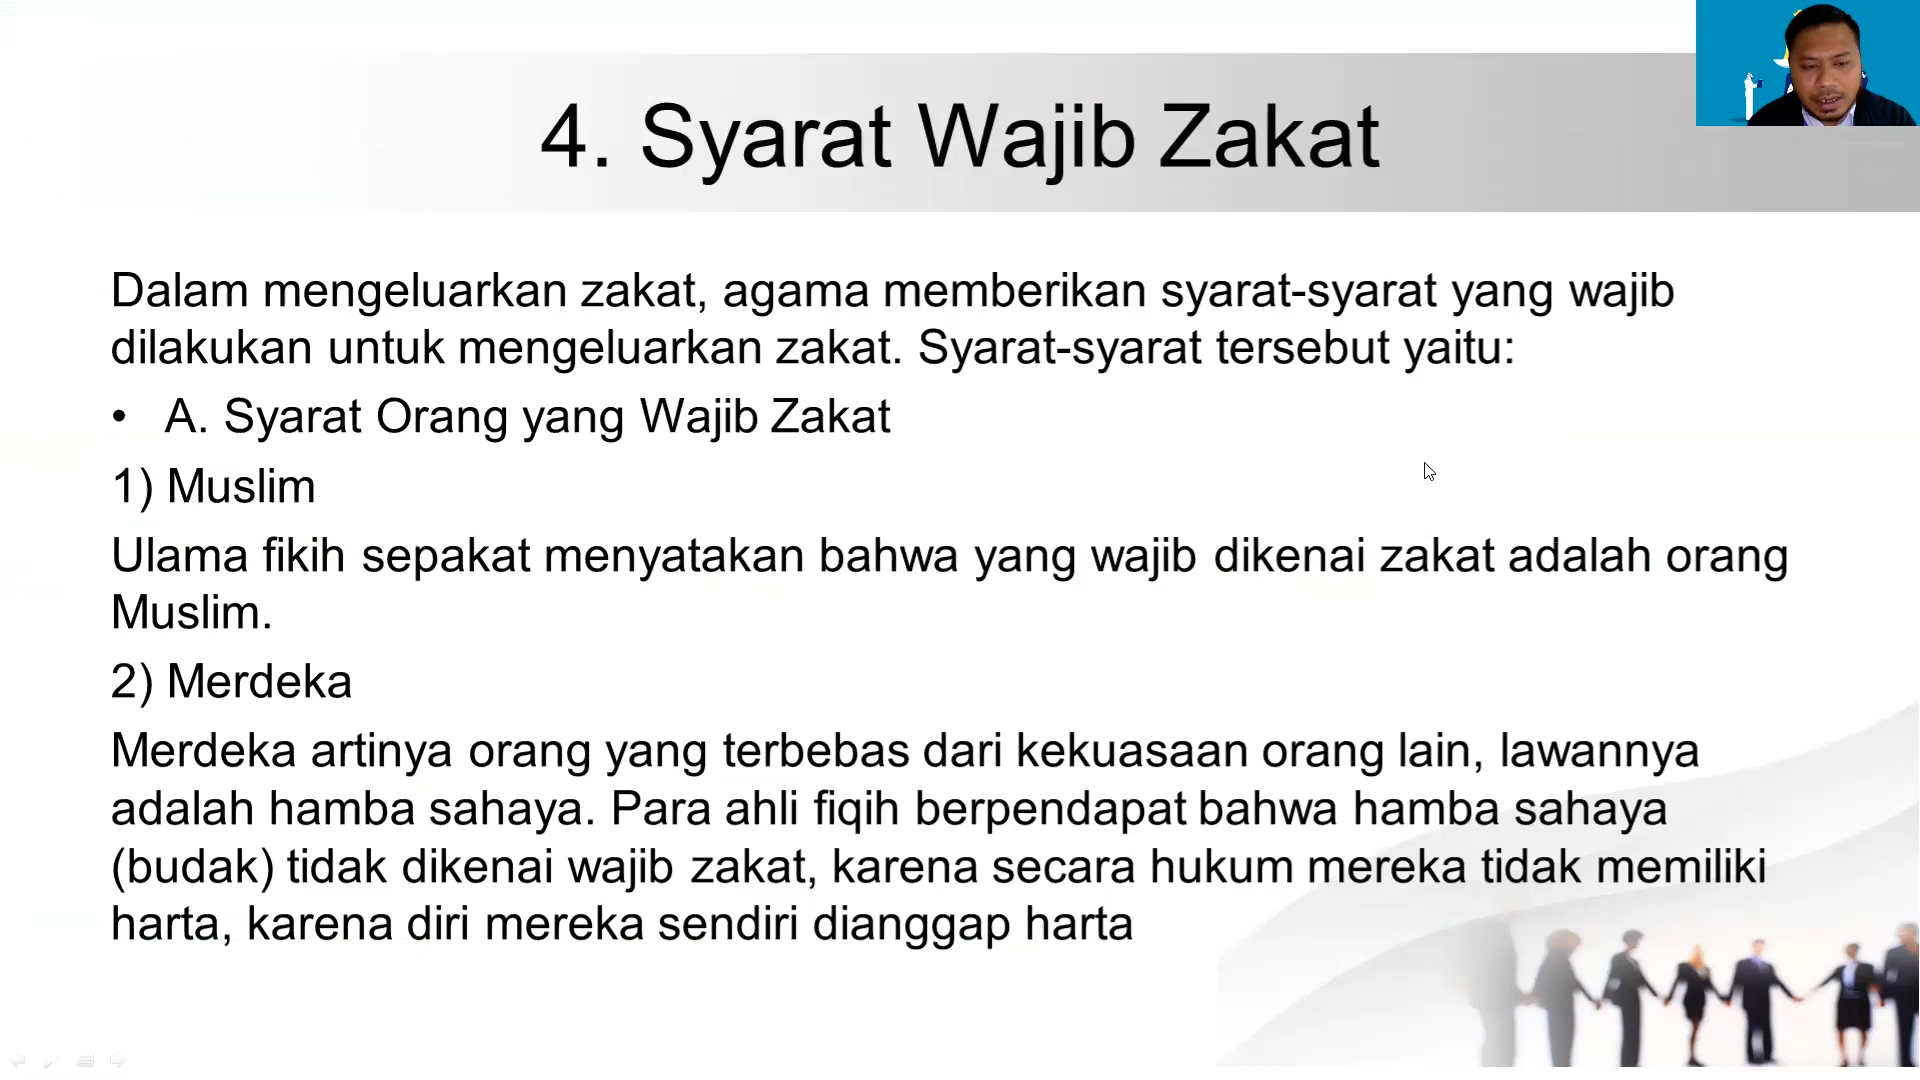 4. Syarat Wajib Zakat
Dalam mengeluarkan zakat, agama memberikan syarat-syarat yang wajib
dilakukan untuk mengeluarkan zakat. Syarat-syarat tersebut yaitu:
• A. Syarat Orang yang Wajib Zakat
1) Muslim
Ulama fikih sepakat menyatakan bahwa yang wajib dikenai zakat adalah orang
Muslim.
2) Merdeka
Merdeka artinya orang yang terbebas dari kekuasaan orang lain, lawannya
adalah hamba sahaya. Para ahli fiqih berpendapat bahwa hamba sahaya
(budak) tidak dikenai wajib zakat, karena secara hukum mereka tidak memiliki
harta, karena diri mereka sendiri dianggap harta